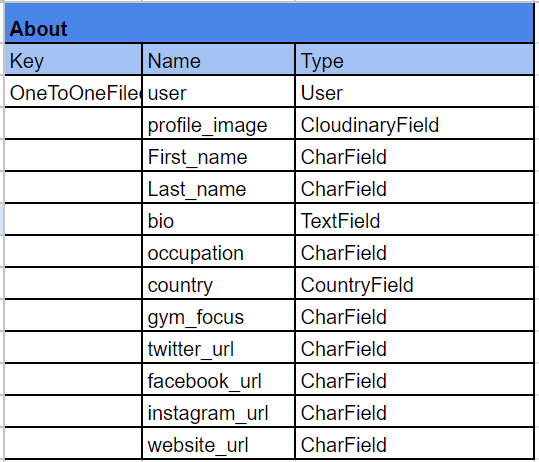 About
Key Name Type
OneToOneFiled user User
profile_image CloudinaryField
First_name CharField
Last_name CharField
bio TextField
occupation CharField
country CountryField
gym_focus CharField
twitter_url CharField
facebook_url CharField
instagram_url CharField
website_url CharField